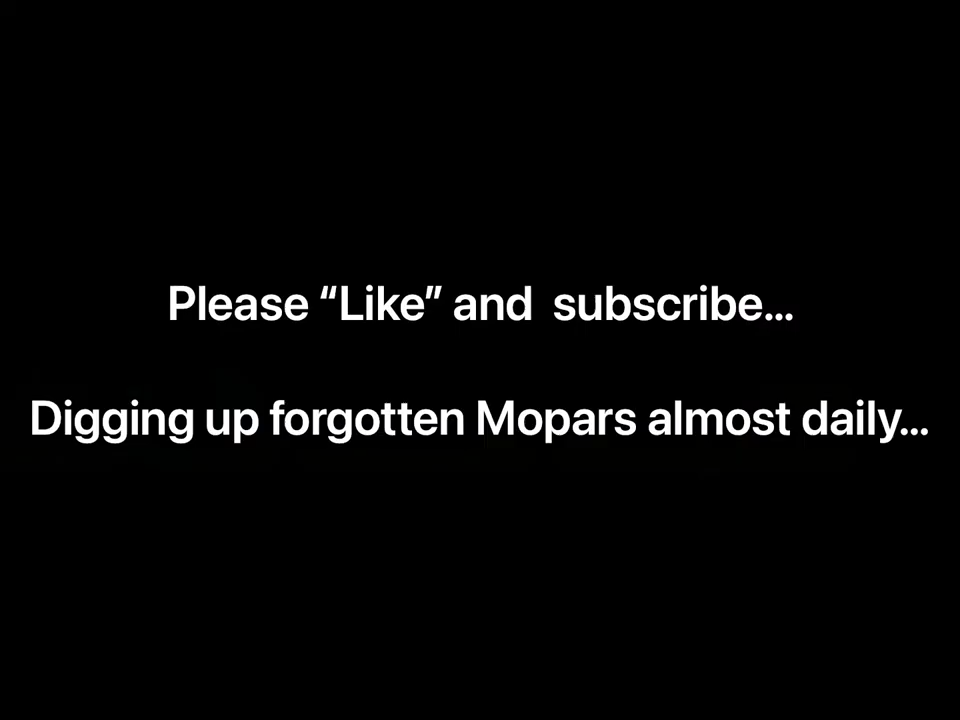 Please “Like” and  subscribe...
Digging up forgotten Mopars almost daily...